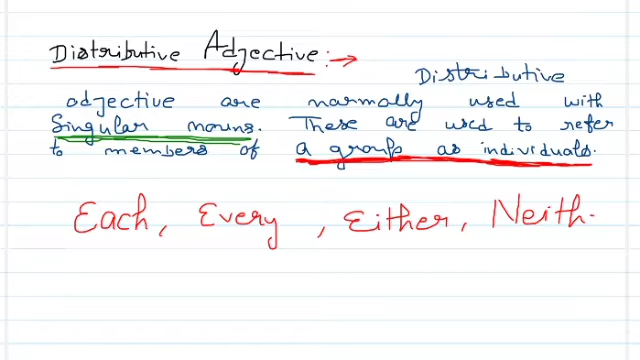 Distributive Adjective :→
Distributive
adjective are normally used with
Singular nouns. These are used to refer
to members of a group as individuals.
Each, Every, Either, Neith.